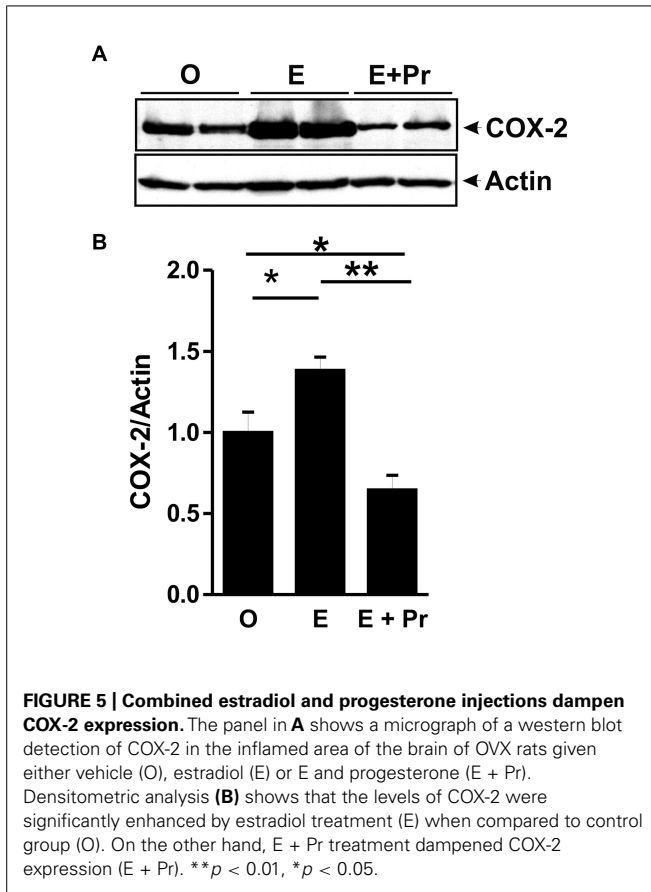 A
O E E+Pr
COX-2
Actin
B
* 
* **
2.0
1.5
1.0
0.5
0.0
COX-2/Actin
O E E + Pr
FIGURE 5 | Combined estradiol and progesterone injections dampen
COX-2 expression. The panel in A shows a micrograph of a western blot
detection of COX-2 in the inflamed area of the brain of OVX rats given
either vehicle (O), estradiol (E) or E and progesterone (E + Pr).
Densitometric analysis (B) shows that the levels of COX-2 were
significantly enhanced by estradiol treatment (E) when compared to control
group (O). On the other hand, E + Pr treatment dampened COX-2
expression (E + Pr). **p < 0.01, *p < 0.05.